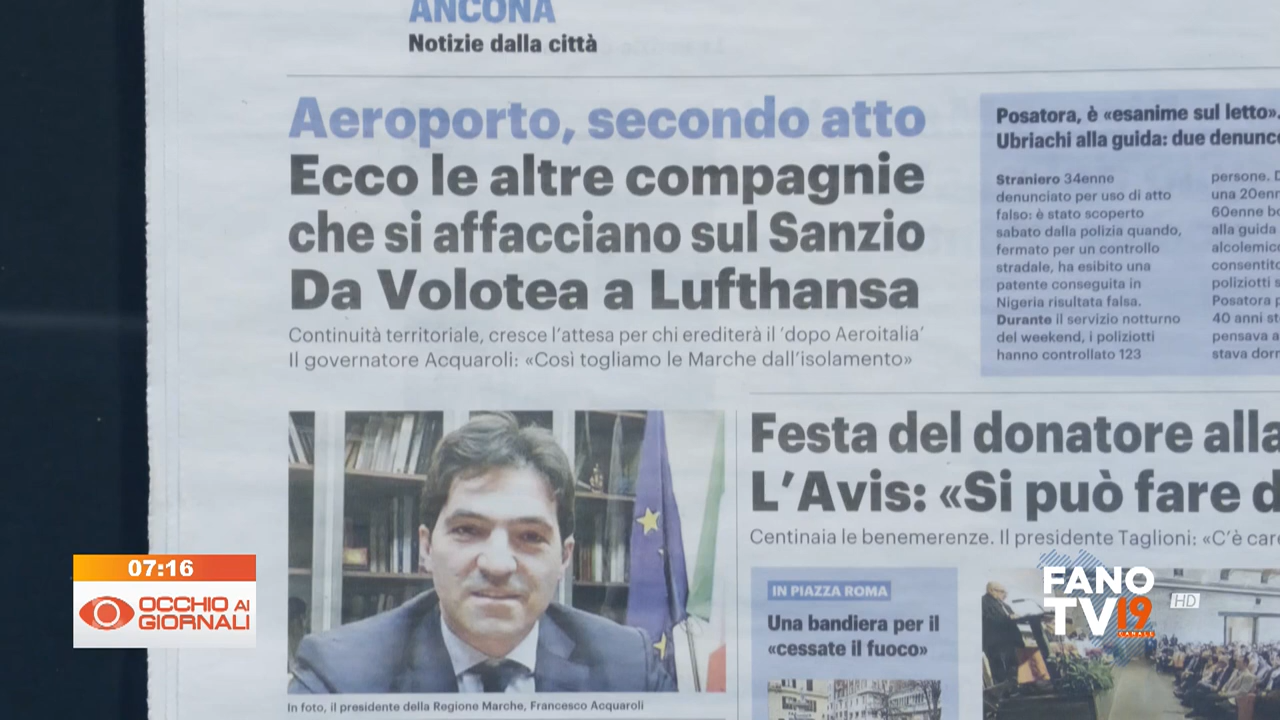 ANCONA
Notizie dalla città
Aeroporto, secondo atto
Ecco le altre compagnie
che si affacciano sul Sanzio
Da Volotea a Lufthansa
Continuità territoriale, cresce l'attesa per chi erediterà il 'dopo Aeroitalia'
Il governatore Acquaroli: «Così togliamo le Marche dall'isolamento»
In foto, il presidente della Regione Marche, Francesco Acquaroli
Posatora, è «esanime sul letto».
Ubriachi alla guida: due denunc
Straniero 34enne
denunciato per uso di atto
falso: è stato scoperto
sabato dalla polizia quando,
fermato per un controllo
stradale, ha esibito una
patente conseguita in
Nigeria risultata falsa.
Durante il servizio notturno
del weekend, i poliziotti
hanno controllato 123
persone.
una 20enn
60enne
alla guida
alcolemic
consentito
poliziotti s
Posatora p
40 anni st
pensava a
stava dorm
Festa del donatore alla
L'Avis: «Si può fare d
Centinaia le benemerenze. Il presidente Taglioni: «C'è care
IN PIAZZA ROMA
Una bandiera per il
«cessate il fuoco»
07:16
OCCHIO AI
GIORNALI
FANO
TV19
CANALE
HD